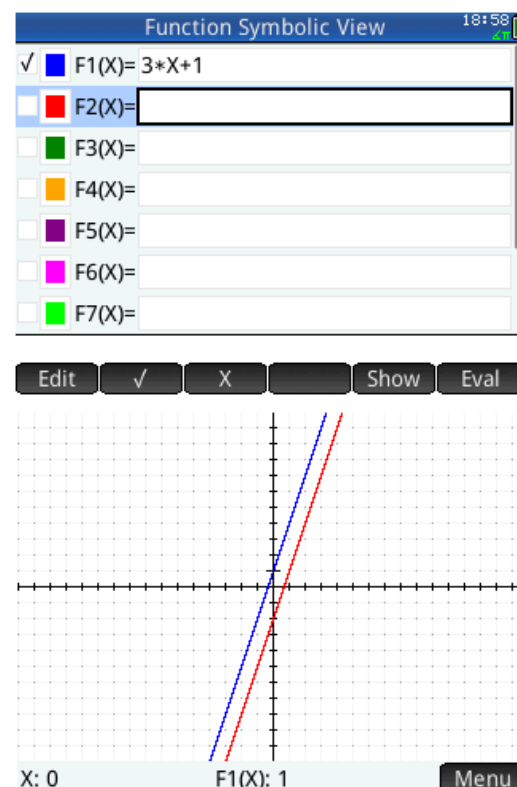 Function Symbolic View 18:58
∡π
√ F1(X)= 3*X+1
F2(X)=
F3(X)=
F4(X)=
F5(X)=
F6(X)=
F7(X)=
Edit √ X Show Eval
X: 0 F1(X): 1 Menu